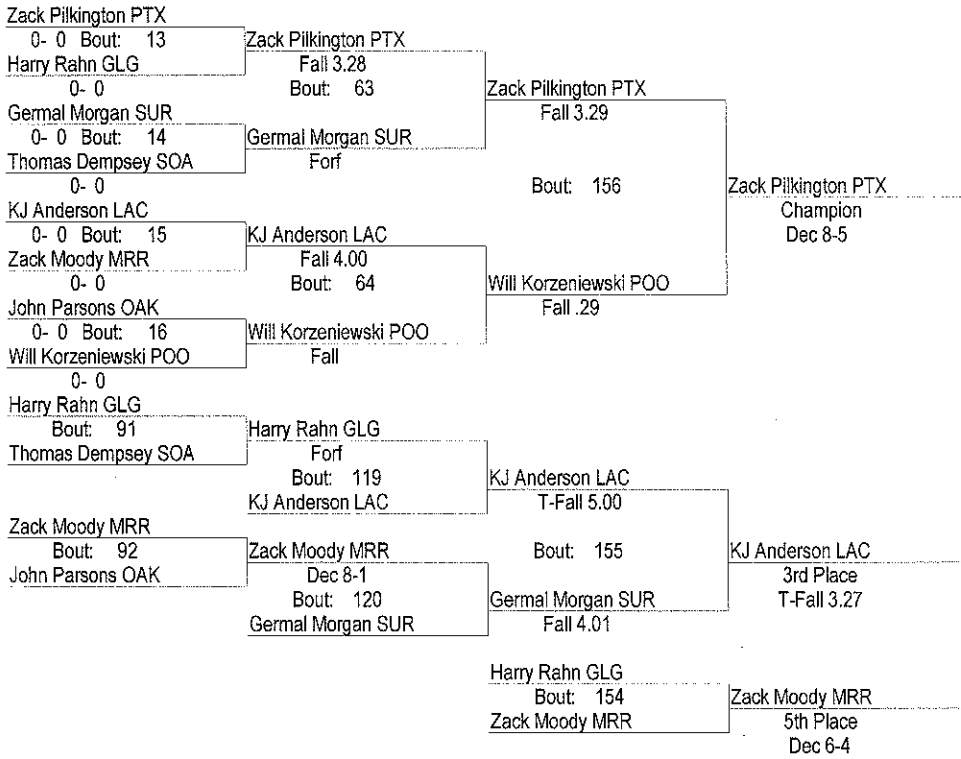 Zack Pilkington PTX
0- 0 Bout: 13
Harry Rahn GLG
0- 0
Germal Morgan SUR
0- 0 Bout: 14
Thomas Dempsey SOA
0- 0
KJ Anderson LAC
0- 0 Bout: 15
Zack Moody MRR
0- 0
John Parsons OAK
0- 0 Bout: 16
Will Korzeniewski POO
0- 0
Zack Pilkington PTX
Fall 3.28
Bout: 63
Germal Morgan SUR
Forf
KJ Anderson LAC
Fall 4.00
Bout: 64
Will Korzeniewski POO
Fall
Zack Pilkington PTX
Fall 3.29
Bout: 156
Will Korzeniewski POO
Fall .29
Zack Pilkington PTX
Champion
Dec 8-5
Harry Rahn GLG
Bout: 91
Thomas Dempsey SOA
Zack Moody MRR
Bout: 92
John Parsons OAK
Harry Rahn GLG
Forf
Bout: 119
KJ Anderson LAC
Zack Moody MRR
Dec 8-1
Bout: 120
Germal Morgan SUR
KJ Anderson LAC
T-Fall 5.00
Bout: 155
Germal Morgan SUR
Fall 4.01
KJ Anderson LAC
3rd Place
T-Fall 3.27
Harry Rahn GLG
Bout: 154
Zack Moody MRR
Zack Moody MRR
5th Place
Dec 6-4